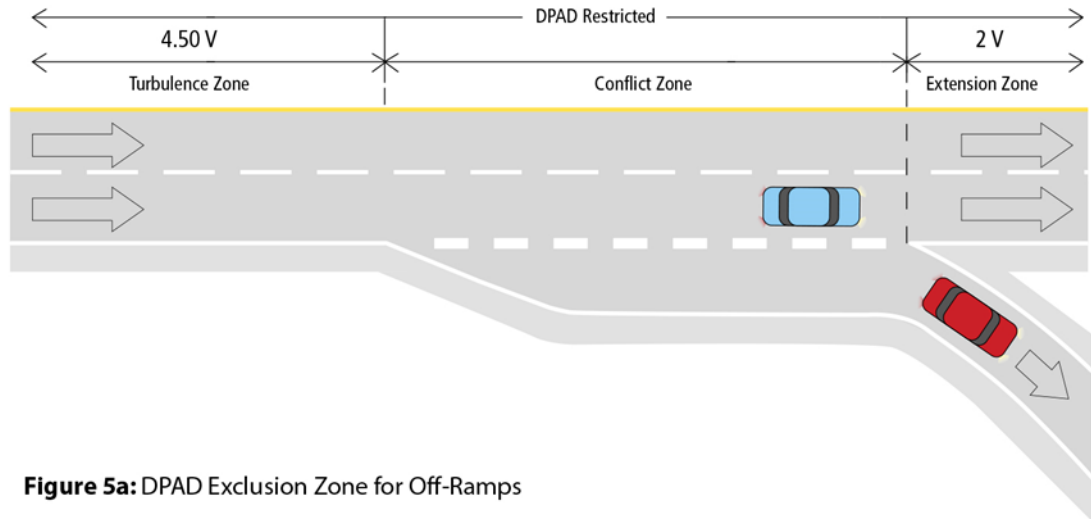 DPAD Restricted
4.50 V
2 V
Turbulence Zone
Conflict Zone
Extension Zone
Figure 5a: DPAD Exclusion Zone for Off-Ramps